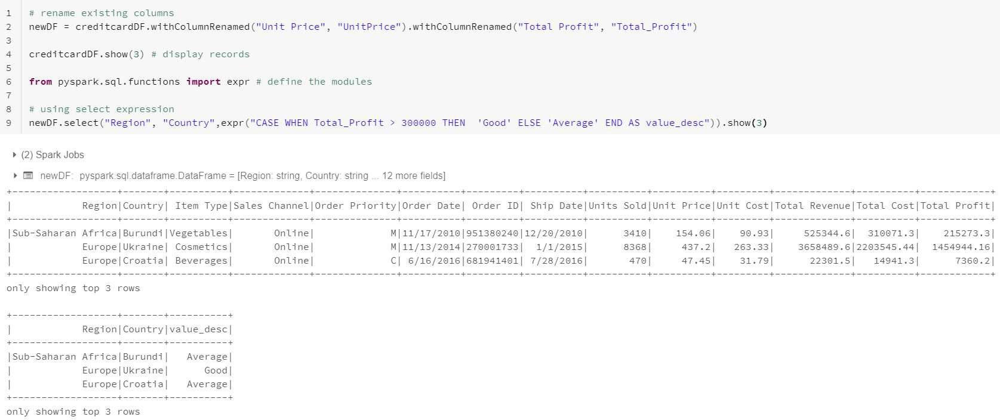 1 # rename existing columns
2 newDF = creditcardDF.withColumnRenamed("Unit Price", "UnitPrice").withColumnRenamed("Total Profit", "Total_Profit")
3
4 creditcardDF.show(3) # display records
5
6 from pyspark.sql.functions import expr # define the modules
7
8 # using select expression
9 newDF.select("Region", "Country",expr("CASE WHEN Total_Profit > 300000 THEN  'Good' ELSE 'Average' END AS value_desc")).show(3)
(2) Spark Jobs
newDF: pyspark.sql.dataframe.DataFrame = [Region: string, Country: string ... 12 more fields]
+------------------+-------+----------+-------------+--------------+----------+---------+----------+----------+----------+---------+-------------+----------+------------+
|            Region|Country| Item Type|Sales Channel|Order Priority|Order Date| Order ID| Ship Date|Units Sold|Unit Price|Unit Cost|Total Revenue|Total Cost|Total Profit|
+------------------+-------+----------+-------------+--------------+----------+---------+----------+----------+----------+---------+-------------+----------+------------+
|Sub-Saharan Africa|Burundi|Vegetables|       Online|             M|11/17/2010|951380240|12/20/2010|      3410|    154.06|    90.93|     525344.6|  310071.3|    215273.3|
|            Europe|Ukraine| Cosmetics|       Online|             M|11/13/2014|270001733|  1/1/2015|      8368|     437.2|   263.33|    3658489.6|2203545.44|  1454944.16|
|            Europe|Croatia| Beverages|       Online|             C| 6/16/2016|681941401| 7/28/2016|       470|     47.45|    31.79|      22301.5|   14941.3|      7360.2|
+------------------+-------+----------+-------------+--------------+----------+---------+----------+----------+----------+---------+-------------+----------+------------+
only showing top 3 rows
+------------------+-------+----------+
|            Region|Country|value_desc|
+------------------+-------+----------+
|Sub-Saharan Africa|Burundi|   Average|
|            Europe|Ukraine|      Good|
|            Europe|Croatia|   Average|
+------------------+-------+----------+
only showing top 3 rows